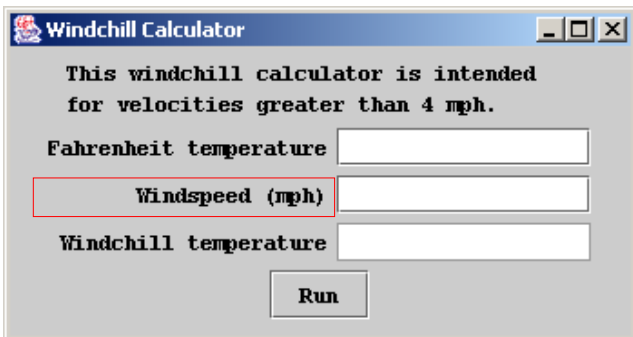 Windchill Calculator
This windchill calculator is intended
for velocities greater than 4 mph.
Fahrenheit temperature
Windspeed (mph)
Windchill temperature
Run